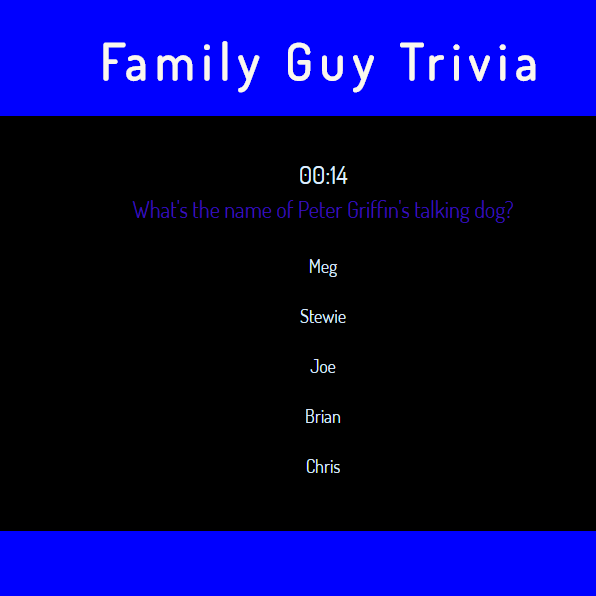 Family Guy Trivia
00:14
What's the name of Peter Griffin's talking dog?
Meg
Stewie
Joe
Brian
Chris